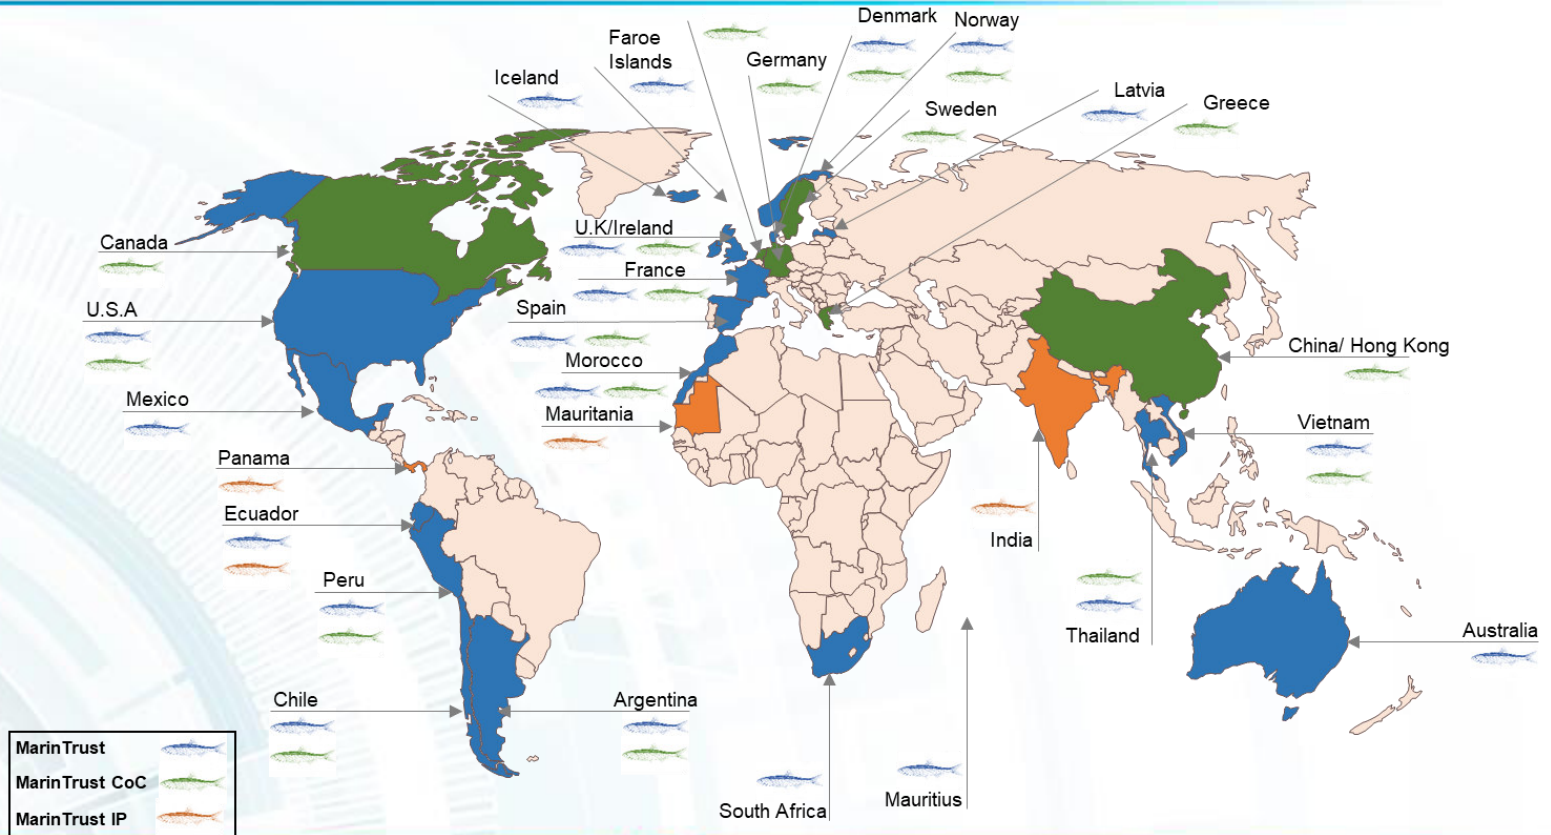 Denmark
Norway
Faroe
Islands
Germany
Iceland
Latvia
Greece
Sweden
U.K/Ireland
Canada
France
U.S.A
Spain
China/ Hong Kong
Morocco
Mexico
Mauritania
Vietnam
Panama
Ecuador
India
Peru
Thailand
Australia
Chile
Argentina
MarinTrust
MarinTrust CoC
MarinTrust IP
South Africa
Mauritius